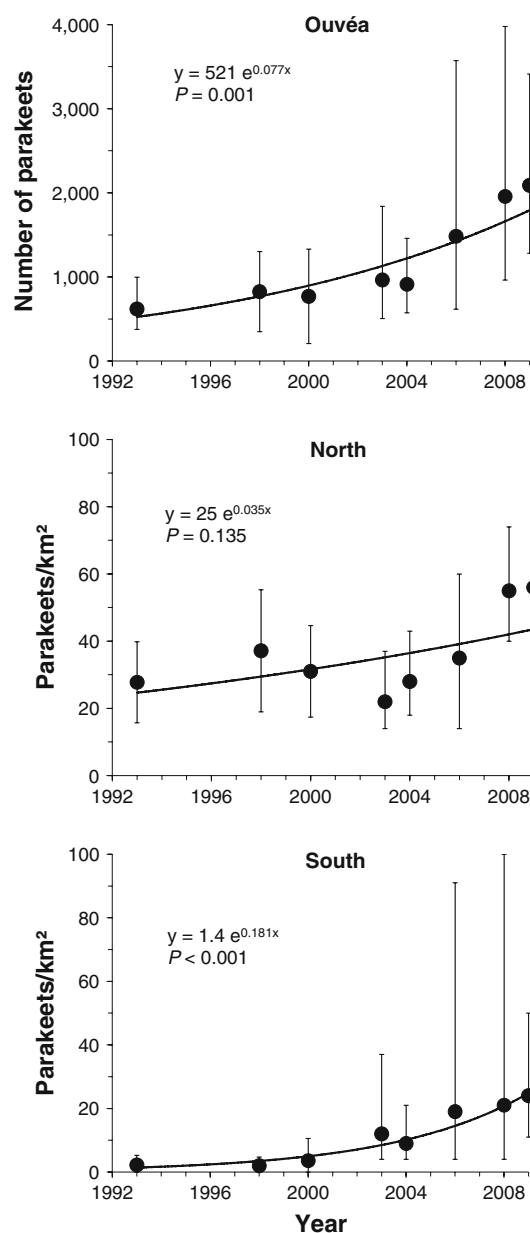 Ouvéa
y = 521 e^0.077x
P = 0.001
Number of parakeets
4,000
3,000
2,000
1,000
0
1992 1996 2000 2004 2008
North
y = 25 e^0.035x
P = 0.135
Parakeets/km²
100
80
60
40
20
0
1992 1996 2000 2004 2008
South
y = 1.4 e^0.181x
P < 0.001
Parakeets/km²
100
80
60
40
20
0
1992 1996 2000 2004 2008
Year